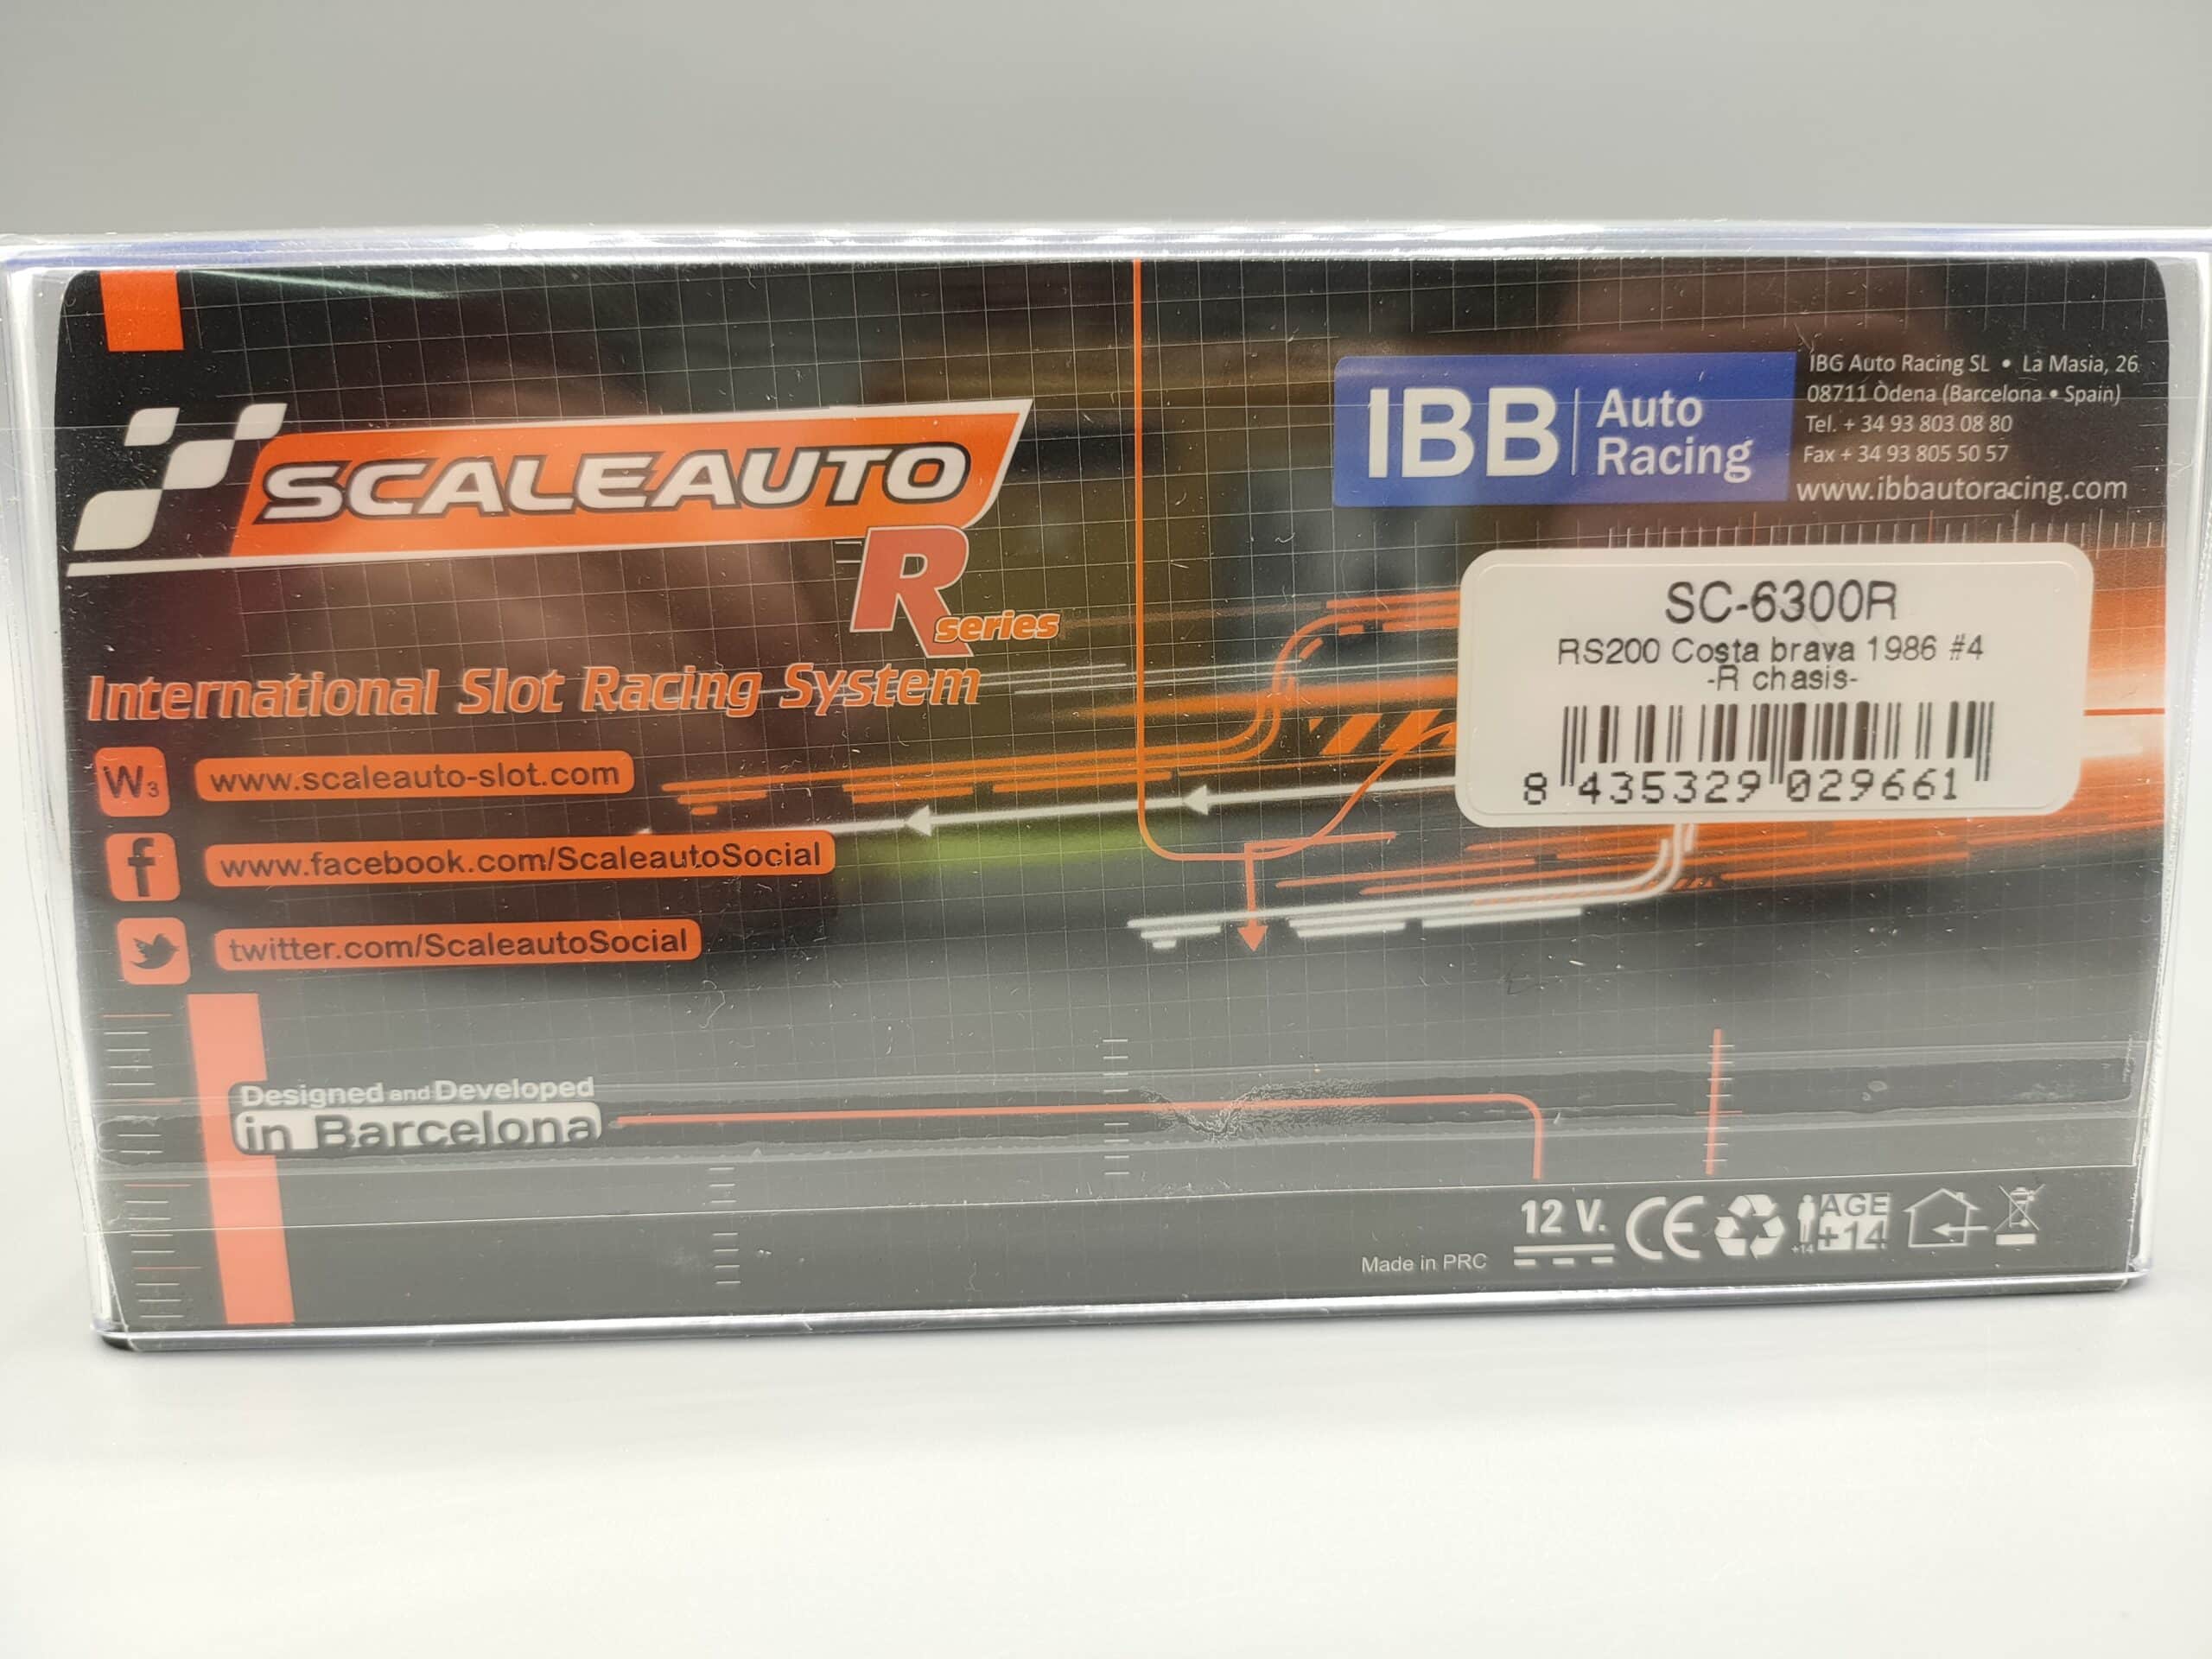 SCALEAUTO
R series
International Slot Racing System
W3 www.scaleauto-slot.com
f www.facebook.com/ScaleautoSocial
twitter.com/ScaleautoSocial
Designed and Developed
in Barcelona
IBB Auto Racing
IBG Auto Racing SL • La Masia, 26
08711 Òdena (Barcelona • Spain)
Tel. + 34 93 803 08 80
Fax + 34 93 805 50 57
www.ibbautoracing.com
SC-6300R
RS200 Costa brava 1986 #4
-R chasis-
8 435329 029661
Made in PRC
12 V.
CE
+14
AGE
+14